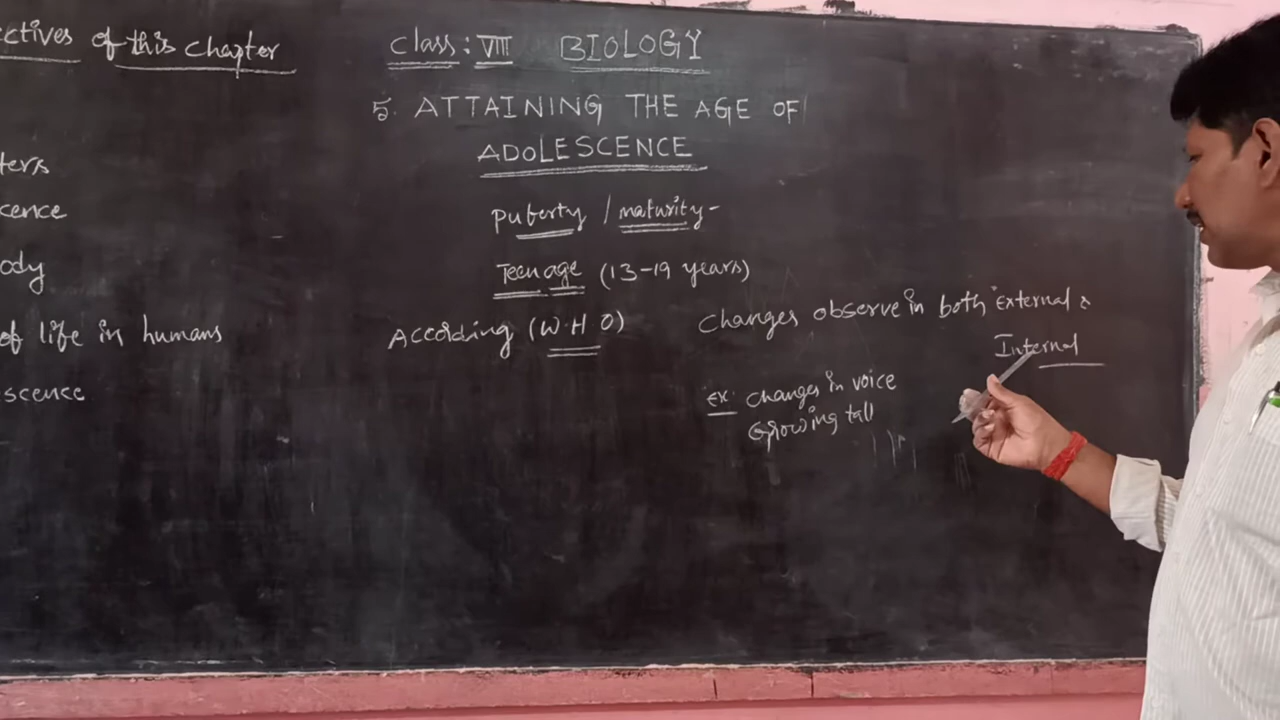 ctives of this chapter
ters
cence
ody
of life in humans
scence
class: VIII BIOLOGY
5. ATTAINING THE AGE OF
ADOLESCENCE
puberty / maturity-
Teenage (13-19 years)
According (W.H.O)
changes observe in both External &
Internal
Ex: changes in voice
Growing tall